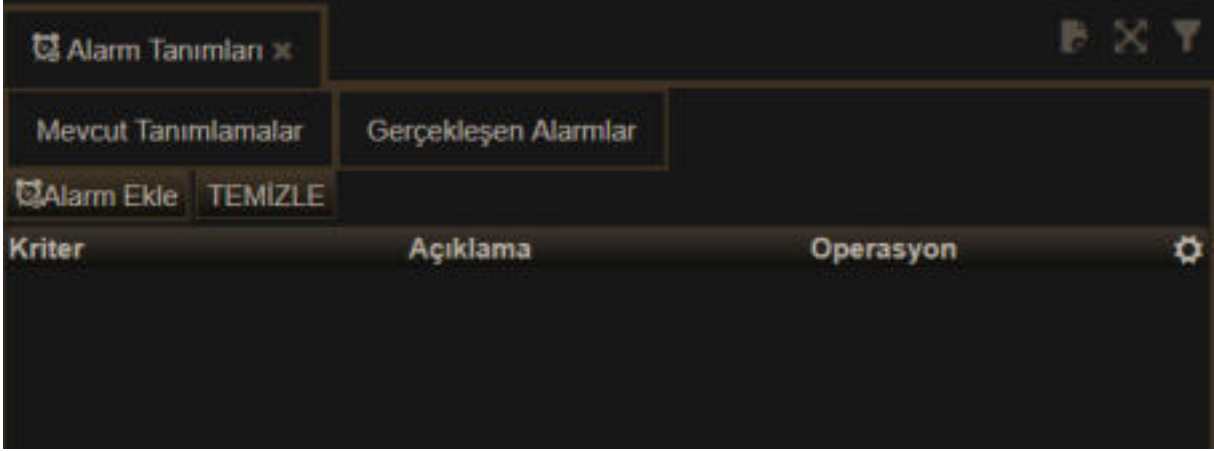 Alarm Tanımları
Mevcut Tanımlamalar Gerçekleşen Alarmlar
Alarm Ekle TEMİZLE
Kriter Açıklama Operasyon